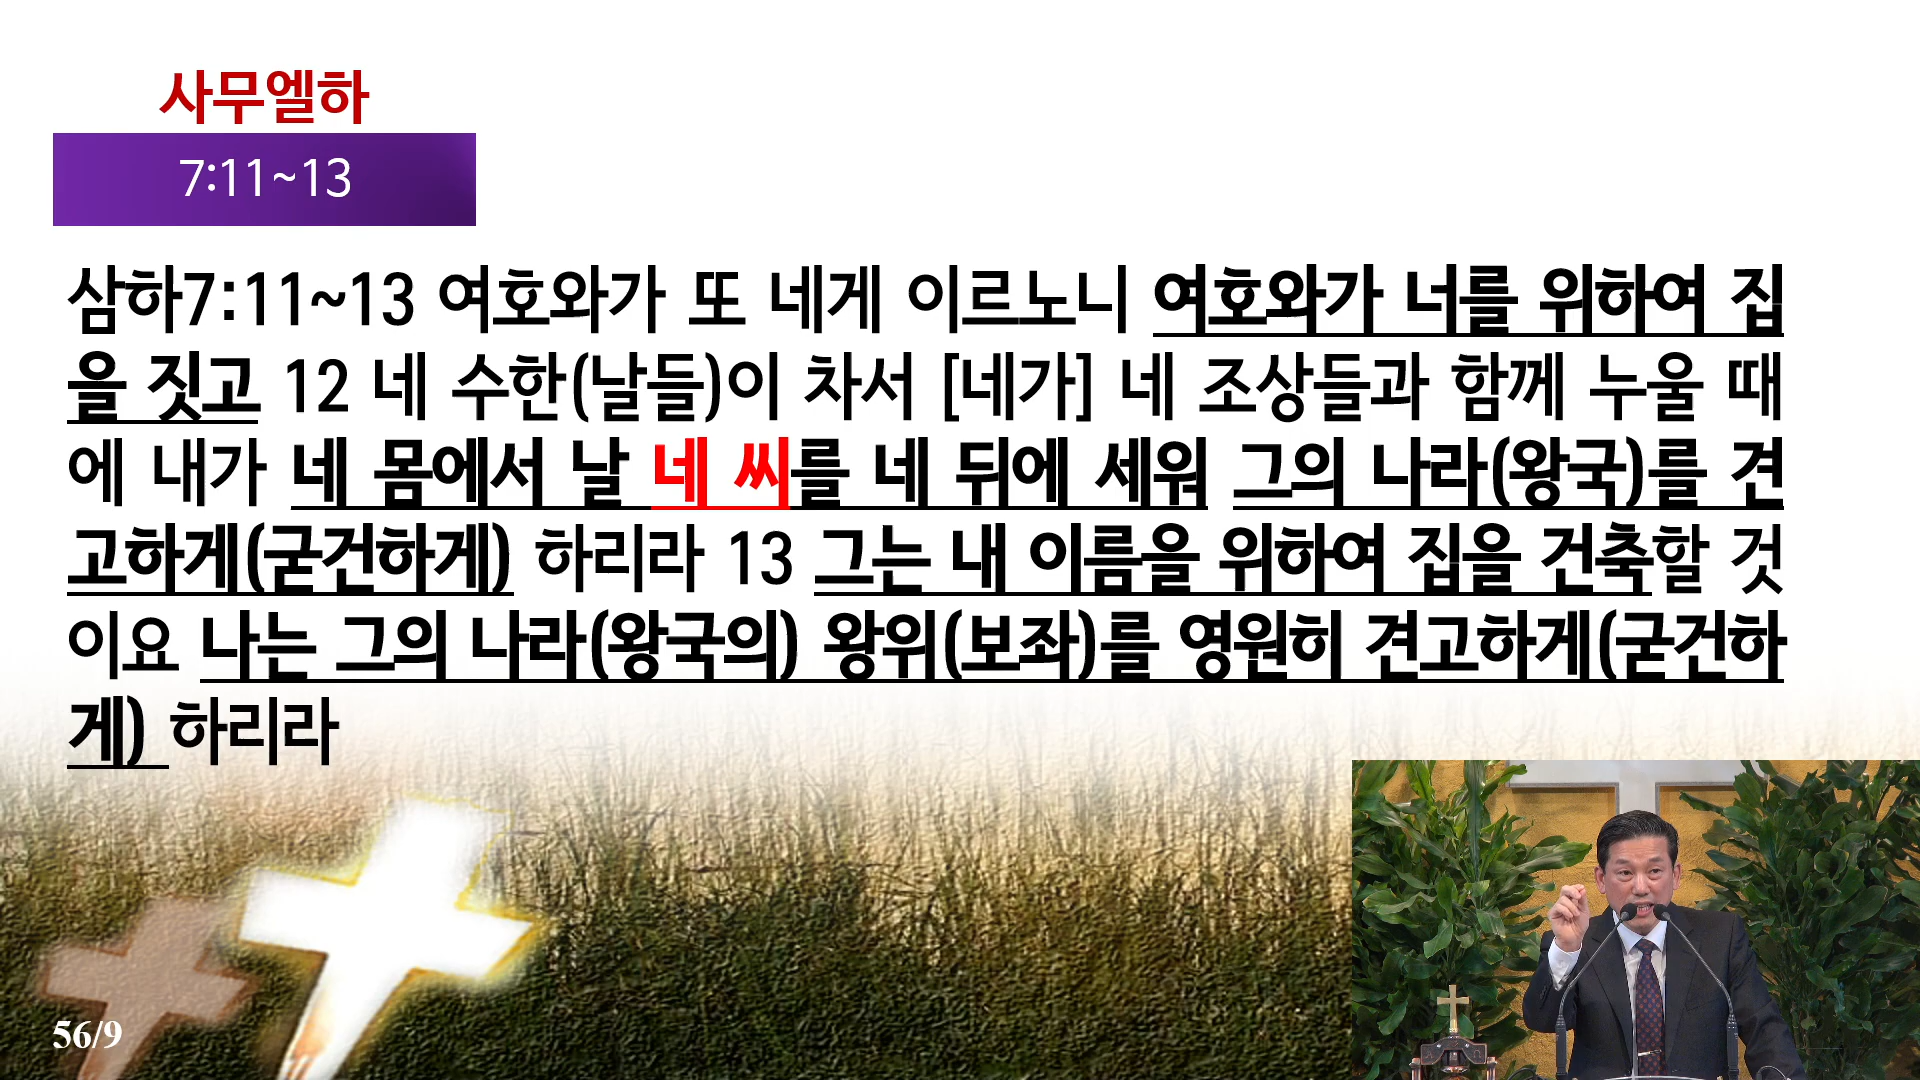 사무엘하
7:11~13
삼하7:11~13 여호와가 또 네게 이르노니 여호와가 너를 위하여 집
을 짓고 12 네 수한(날들)이 차서 [네가] 네 조상들과 함께 누울 때
에 내가 네 몸에서 날 네 씨를 네 뒤에 세워 그의 나라(왕국)를 견
고하게(굳건하게) 하리라 13 그는 내 이름을 위하여 집을 건축할 것
이요 나는 그의 나라(왕국의) 왕위(보좌)를 영원히 견고하게(굳건하
게) 하리라
56/9